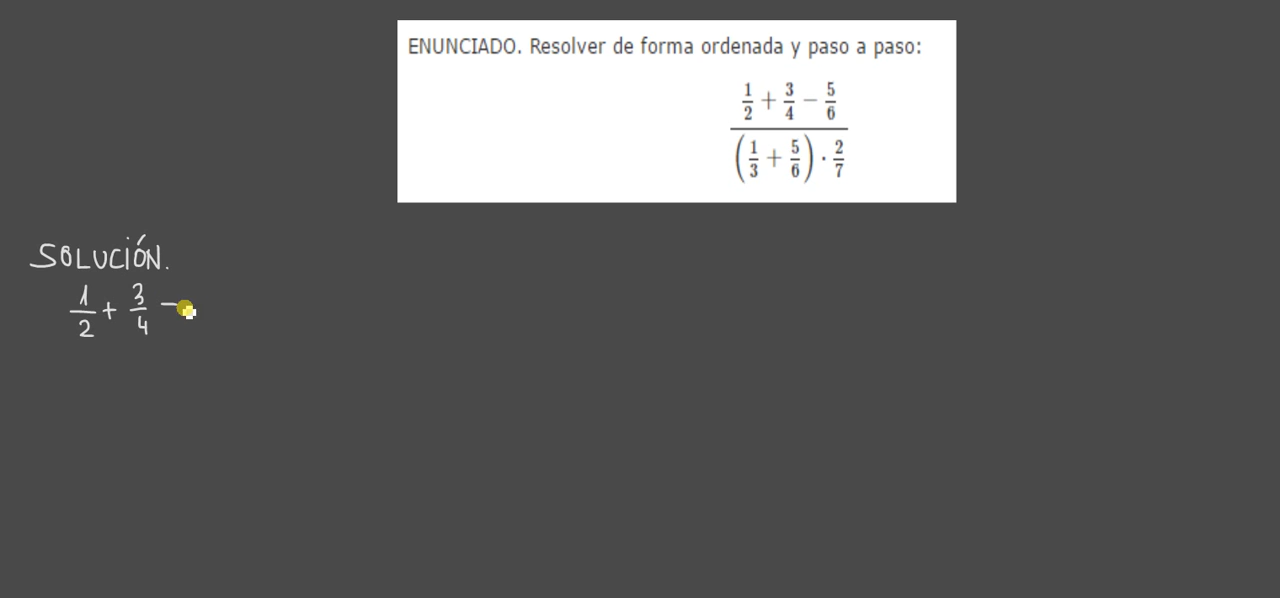 ENUNCIADO. Resolver de forma ordenada y paso a paso:
1/2 + 3/4 − 5/6
(1/3 + 5/6) · 2/7
SOLUCIÓN.
1/2 + 3/4 −